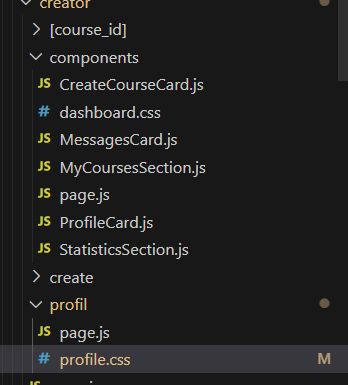 creator
[course_id]
components
JS CreateCourseCard.js
# dashboard.css
JS MessagesCard.js
JS MyCoursesSection.js
JS page.js
JS ProfileCard.js
JS StatisticsSection.js
create
profil
JS page.js
# profile.css M